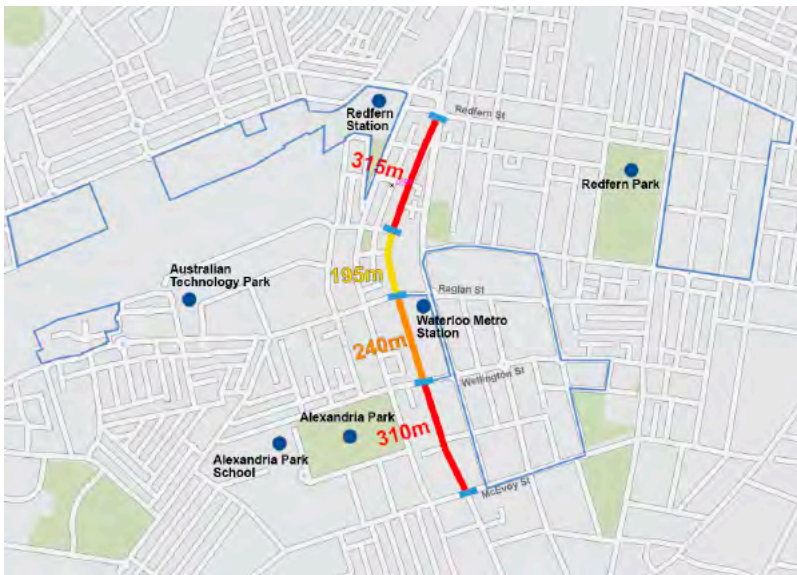 Redfern
Station
Redfern St
315m
Redfern Park
Australian
Technology Park
195m
Raglan St
Waterloo Metro
Station
240m
Wellington St
Alexandria Park
310m
Alexandria Park
School
McEvoy St